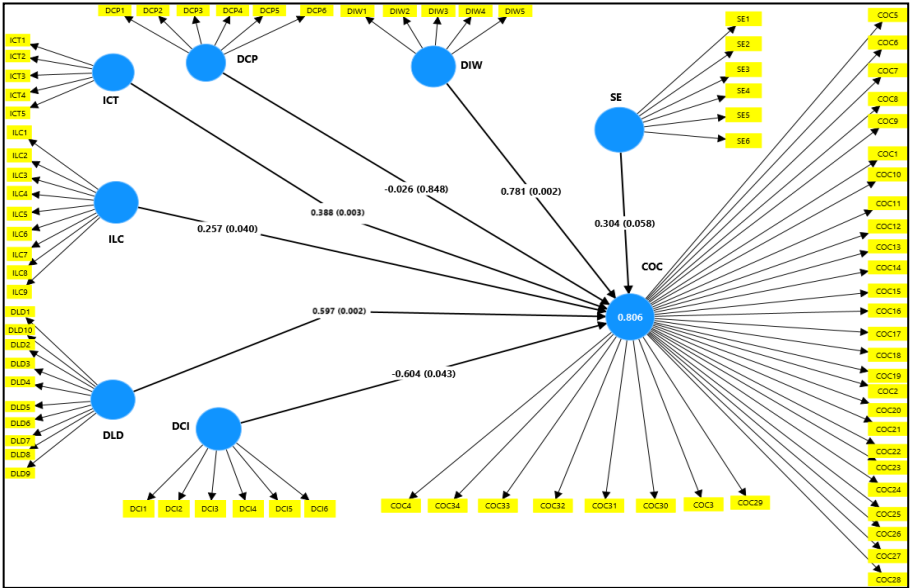 DCP1
DCP2
DCP3
DCP4
DCP5
DCP6
DIW1
DIW2
DIW3
DIW4
DIW5
DCP
DIW
ICT1
ICT2
ICT3
ICT4
ICT5
ICT
SE1
SE2
SE3
SE4
SE5
SE6
SE
ILC1
ILC2
ILC3
ILC4
ILC5
ILC6
ILC7
ILC8
ILC9
ILC
-0.026 (0.848)
0.781 (0.002)
0.388 (0.003)
0.257 (0.040)
0.304 (0.058)
COC
0.806
0.597 (0.002)
-0.604 (0.043)
DLD1
DLD10
DLD2
DLD3
DLD4
DLD5
DLD6
DLD7
DLD8
DLD9
DLD
DCI
DCI1
DCI2
DCI3
DCI4
DCI5
DCI6
COC4
COC34
COC33
COC32
COC31
COC30
COC3
COC29
COC5
COC6
COC7
COC8
COC9
COC1
COC10
COC11
COC12
COC13
COC14
COC15
COC16
COC17
COC18
COC19
COC2
COC20
COC21
COC22
COC23
COC24
COC25
COC26
COC27
COC28